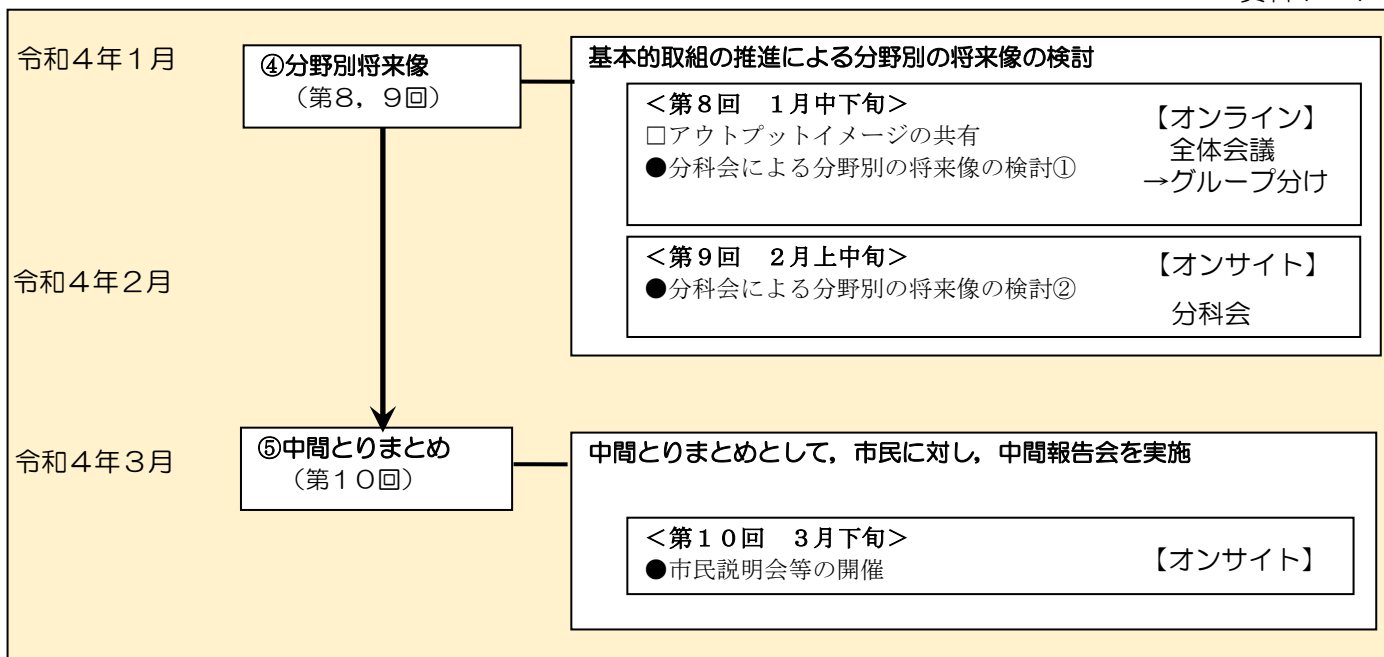 令和４年１月
④分野別将来像
（第８，９回）
基本的取組の推進による分野別の将来像の検討
＜第８回　１月中下旬＞
□アウトプットイメージの共有
●分科会による分野別の将来像の検討①
【オンライン】
全体会議
→グループ分け
令和４年２月
＜第９回　２月上中旬＞
●分科会による分野別の将来像の検討②
【オンサイト】
分科会
令和４年３月
⑤中間とりまとめ
（第１０回）
中間とりまとめとして，市民に対し，中間報告会を実施
＜第１０回　３月下旬＞
●市民説明会等の開催
【オンサイト】